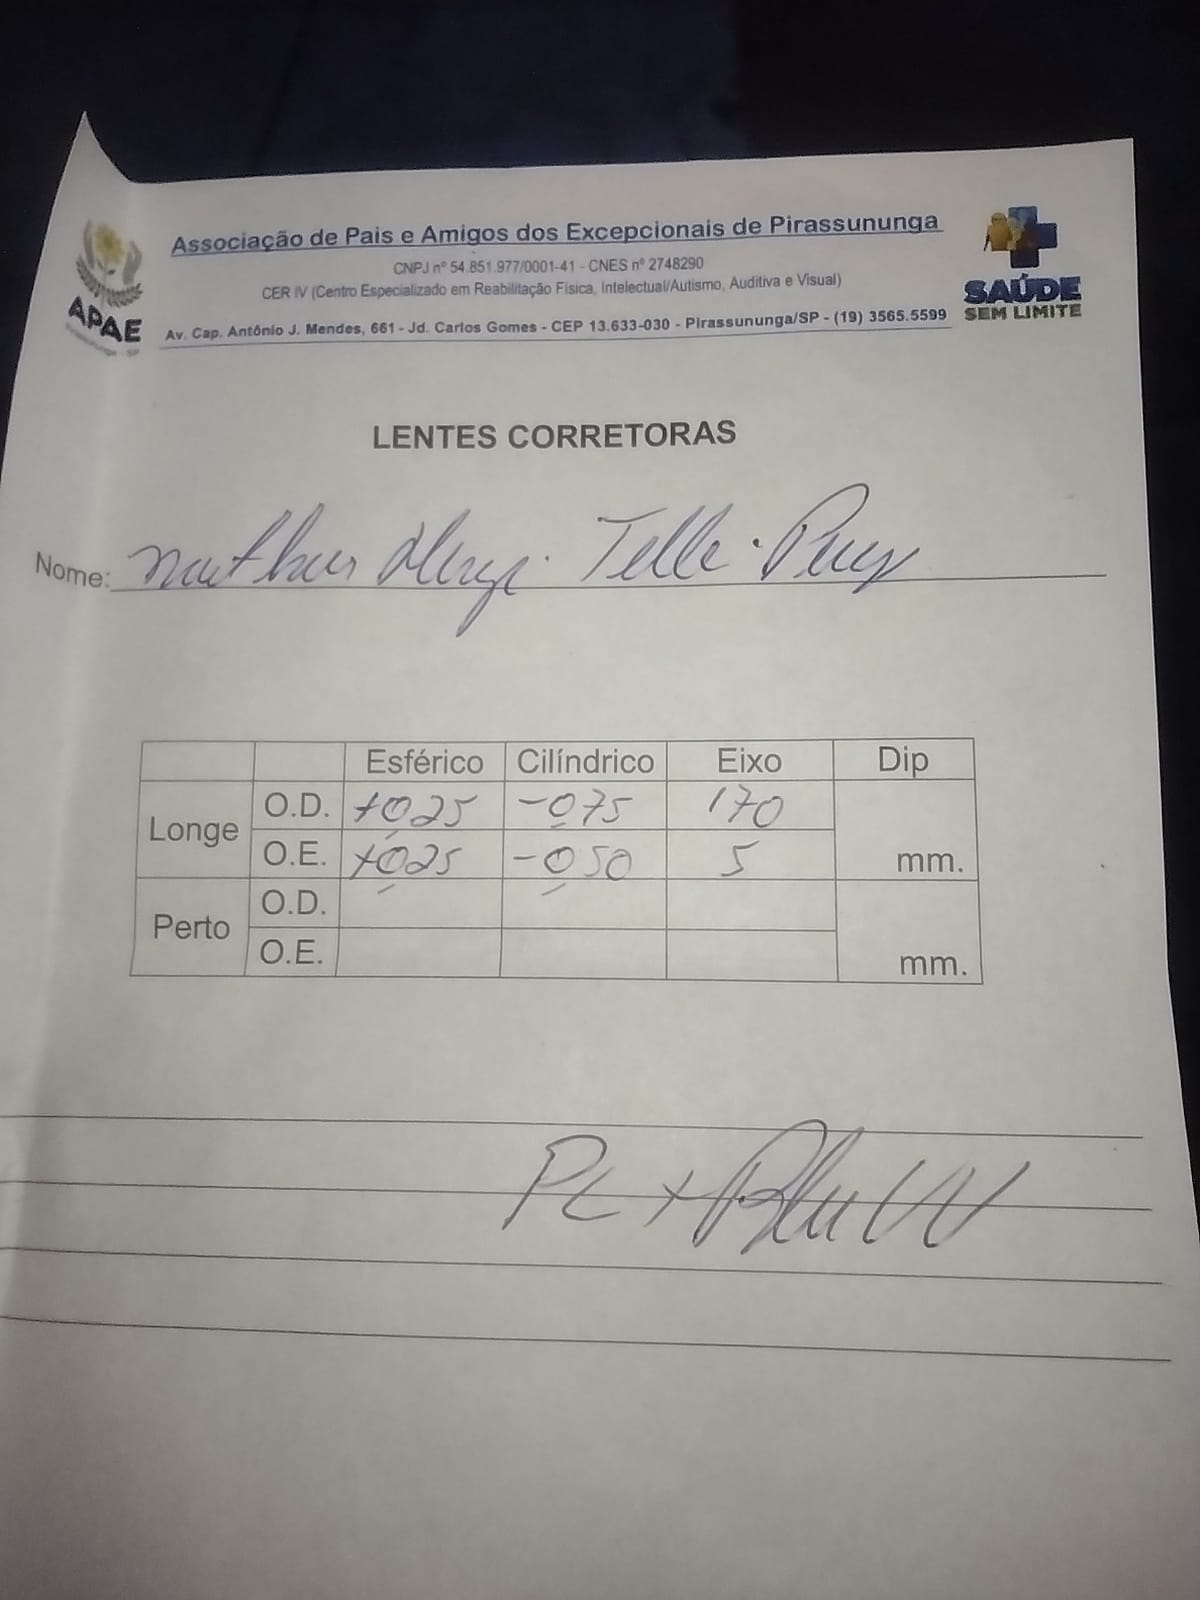 Associação de Pais e Amigos dos Excepcionais de Pirassununga
CNPJ nº 54.851.977/0001-41 - CNES nº 2748290
CER IV (Centro Especializado em Reabilitação Física, Intelectual/Autismo, Auditiva e Visual)
Av. Cap. Antônio J. Mendes, 661 - Jd. Carlos Gomes - CEP 13.633-030 - Pirassununga/SP - (19) 3565.5599
APAE
SAÚDE
SEM LIMITE
LENTES CORRETORAS
Nome: Telle
Esférico Cilíndrico Eixo Dip
Longe O.D. +025 -075 170
O.E. +025 -050 5 mm.
Perto O.D.
O.E. mm.